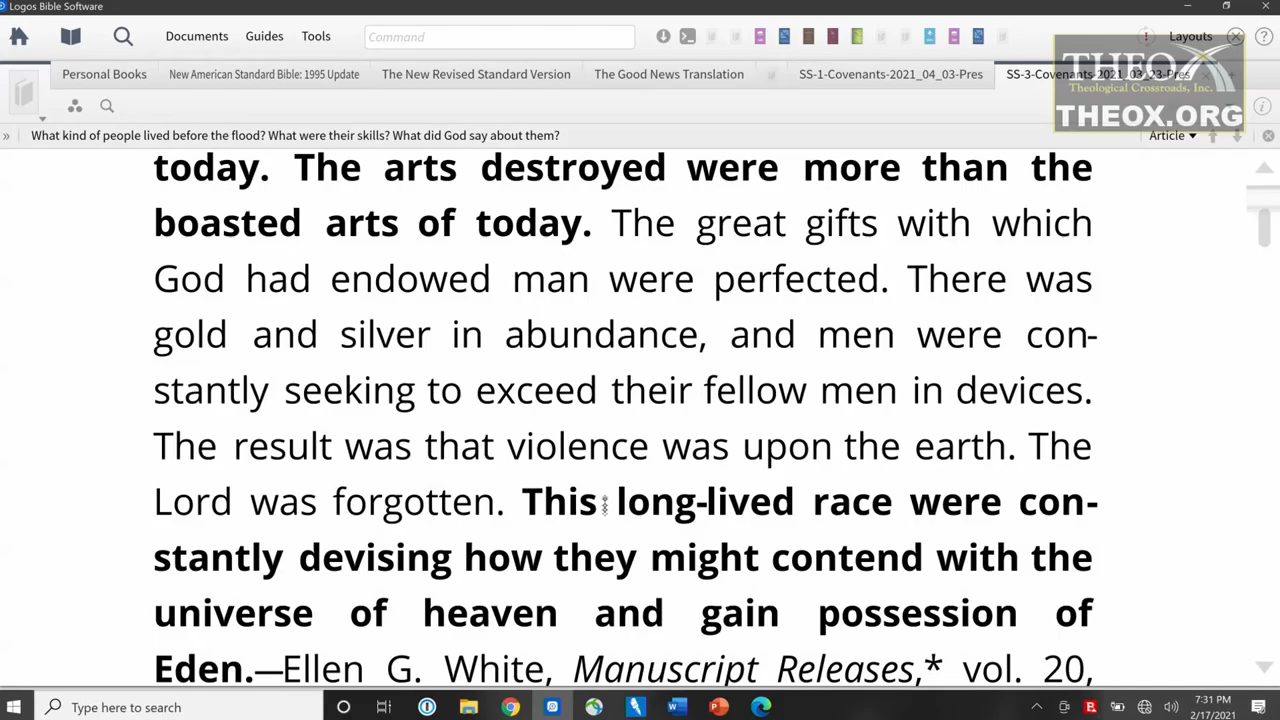 Logos Bible Software
Documents Guides Tools Command Layouts
Personal Books New American Standard Bible: 1995 Update The New Revised Standard Version The Good News Translation SS-1-Covenants-2021_04_03-Pres SS-3-Covenants-2021_03_23-Pres
THEOX
Theological Crossroads, Inc.
THEOX.ORG
What kind of people lived before the flood? What were their skills? What did God say about them? Article
today. The arts destroyed were more than the
boasted arts of today. The great gifts with which
God had endowed man were perfected. There was
gold and silver in abundance, and men were con-
stantly seeking to exceed their fellow men in devices.
The result was that violence was upon the earth. The
Lord was forgotten. This long-lived race were con-
stantly devising how they might contend with the
universe of heaven and gain possession of
Eden.—Ellen G. White, Manuscript Releases,* vol. 20,
Type here to search
7:31 PM
2/17/2021